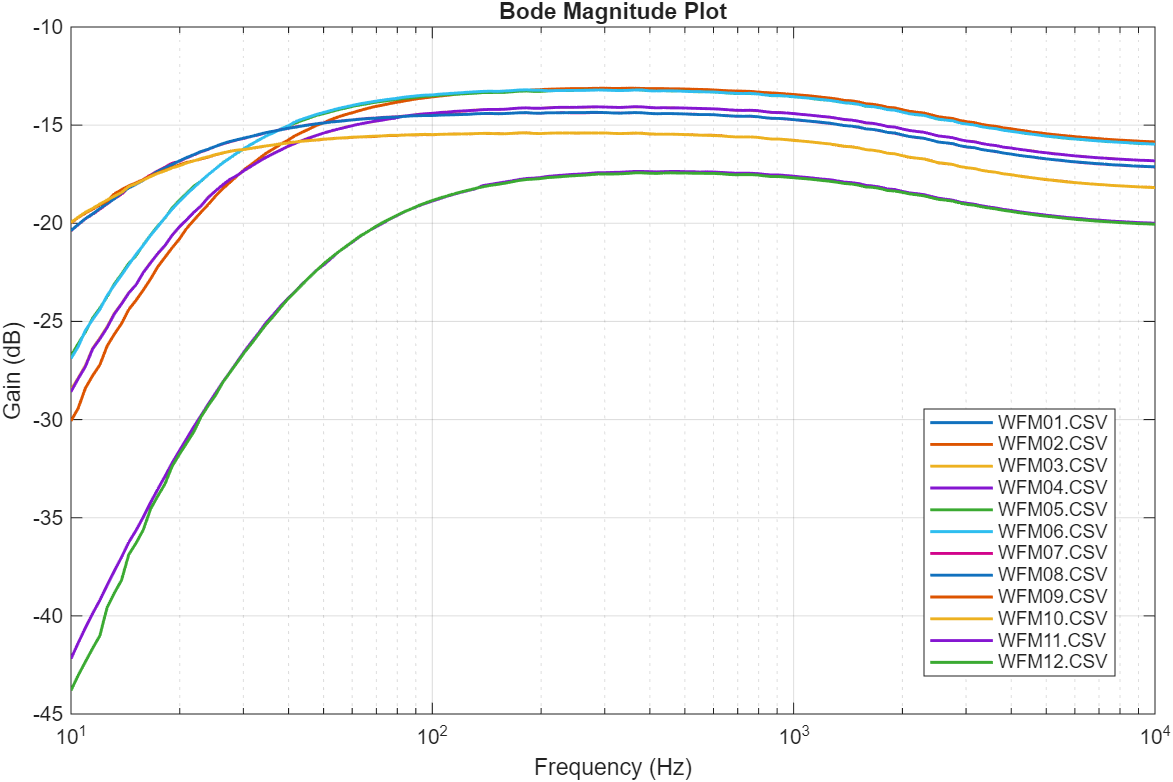 Bode Magnitude Plot
-10
-15
-20
-25
-30
-35
-40
-45
Gain (dB)
WFM01.CSV
WFM02.CSV
WFM03.CSV
WFM04.CSV
WFM05.CSV
WFM06.CSV
WFM07.CSV
WFM08.CSV
WFM09.CSV
WFM10.CSV
WFM11.CSV
WFM12.CSV
10¹ 10² 10³ 10⁴
Frequency (Hz)